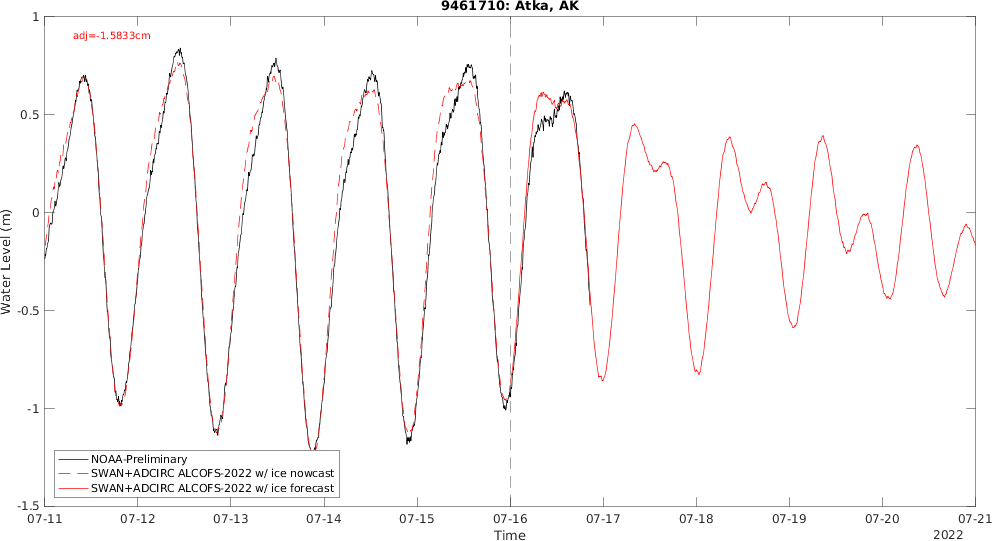 9461710: Atka, AK
adj=-1.5833cm
1
0.5
0
-0.5
-1
-1.5
Water Level (m)
NOAA-Preliminary
SWAN+ADCIRC ALCOFS-2022 w/ ice nowcast
SWAN+ADCIRC ALCOFS-2022 w/ ice forecast
07-11 07-12 07-13 07-14 07-15 07-16 07-17 07-18 07-19 07-20 07-21
Time
2022